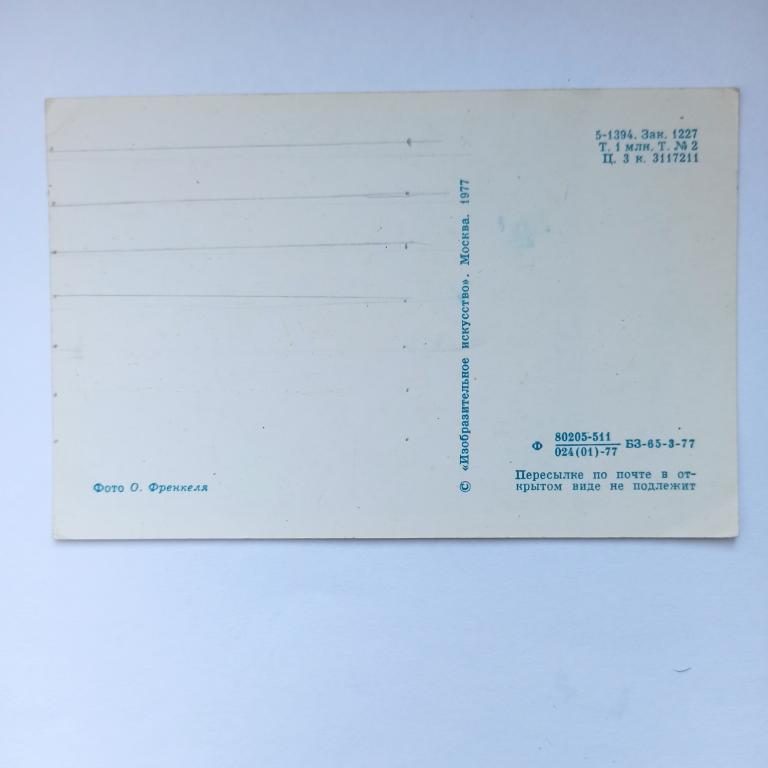 5-1394. Зак. 1227
Т. 1 млн. Т. № 2
Ц. 3 к. 3117211
© «Изобразительное искусство». Москва. 1977
Ф 80205-511 БЗ-65-3-77
024(01)-77
Пересылке по почте в от-
крытом виде не подлежит
Фото О. Френкеля